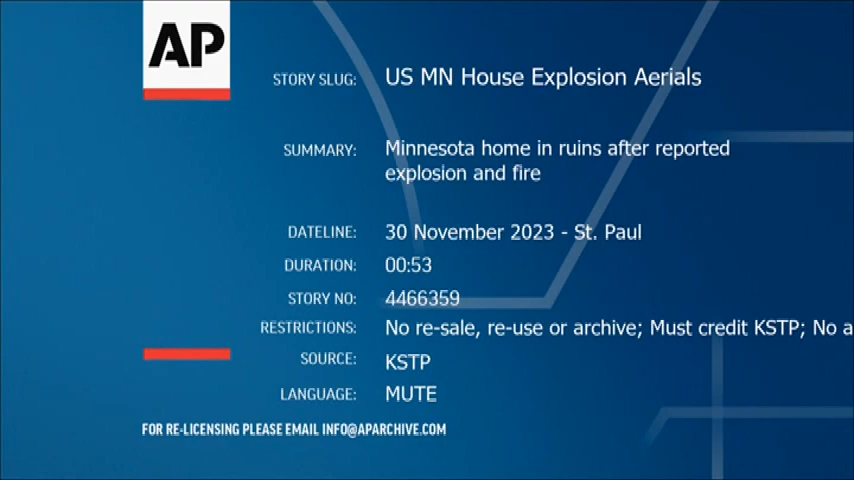 AP
STORY SLUG: US MN House Explosion Aerials
SUMMARY: Minnesota home in ruins after reported
explosion and fire
DATELINE: 30 November 2023 - St. Paul
DURATION: 00:53
STORY NO: 4466359
RESTRICTIONS: No re-sale, re-use or archive; Must credit KSTP; No a
SOURCE: KSTP
LANGUAGE: MUTE
FOR RE-LICENSING PLEASE EMAIL INFO@APARCHIVE.COM